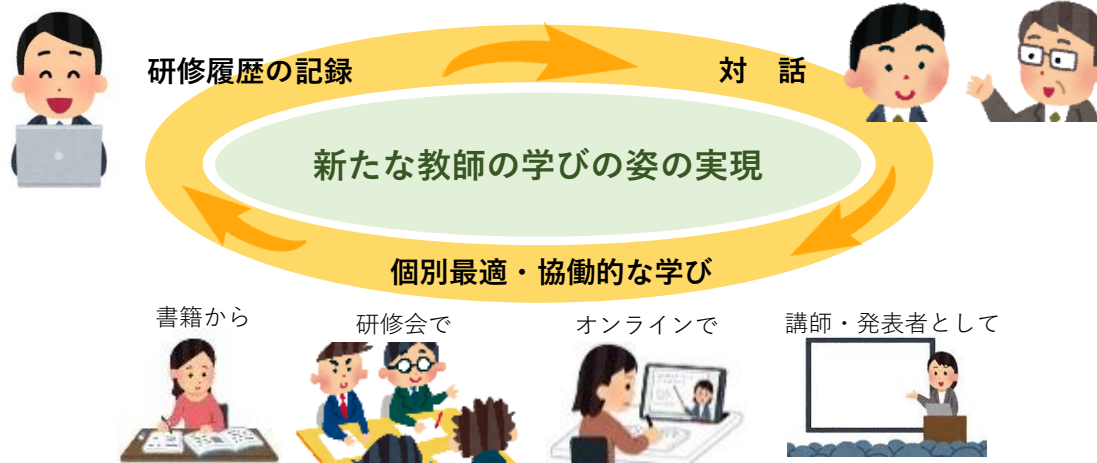 研修履歴の記録
対　話
新たな教師の学びの姿の実現
個別最適・協働的な学び
書籍から
研修会で
オンラインで
講師・発表者として